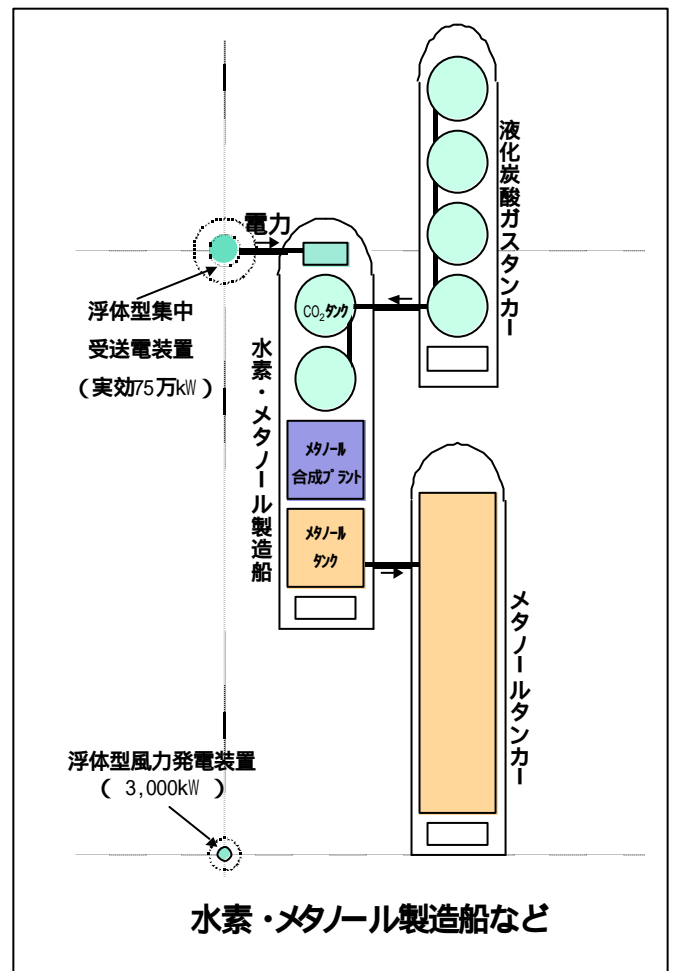 液化炭酸ガスタンカー
電力
CO₂タンク
浮体型集中
受送電装置
(実効75万kW)
水素・メタノール製造船
メタノール
合成プラント
メタノール
タンク
メタノールタンカー
浮体型風力発電装置
( 3,000kW )
水素・メタノール製造船など